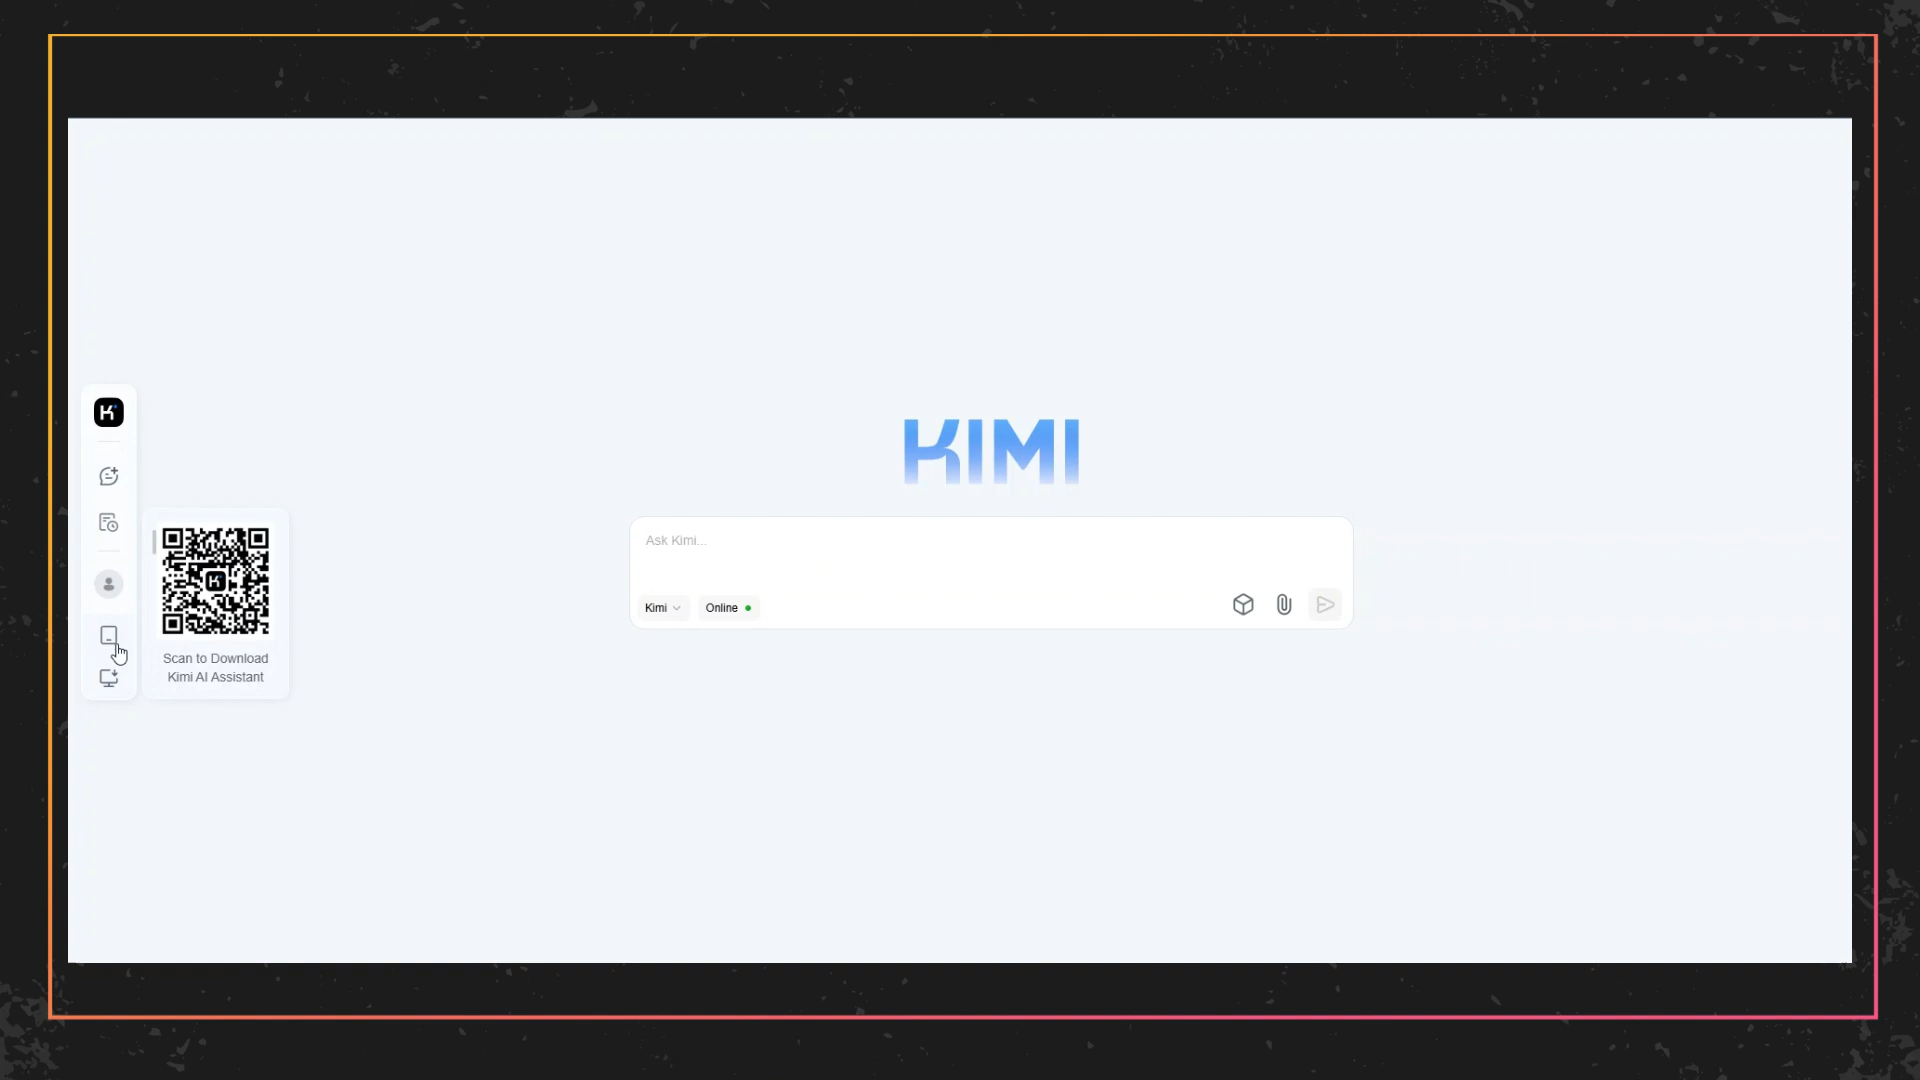 KIMI
Ask Kimi...
Kimi
Online
Scan to Download
Kimi AI Assistant